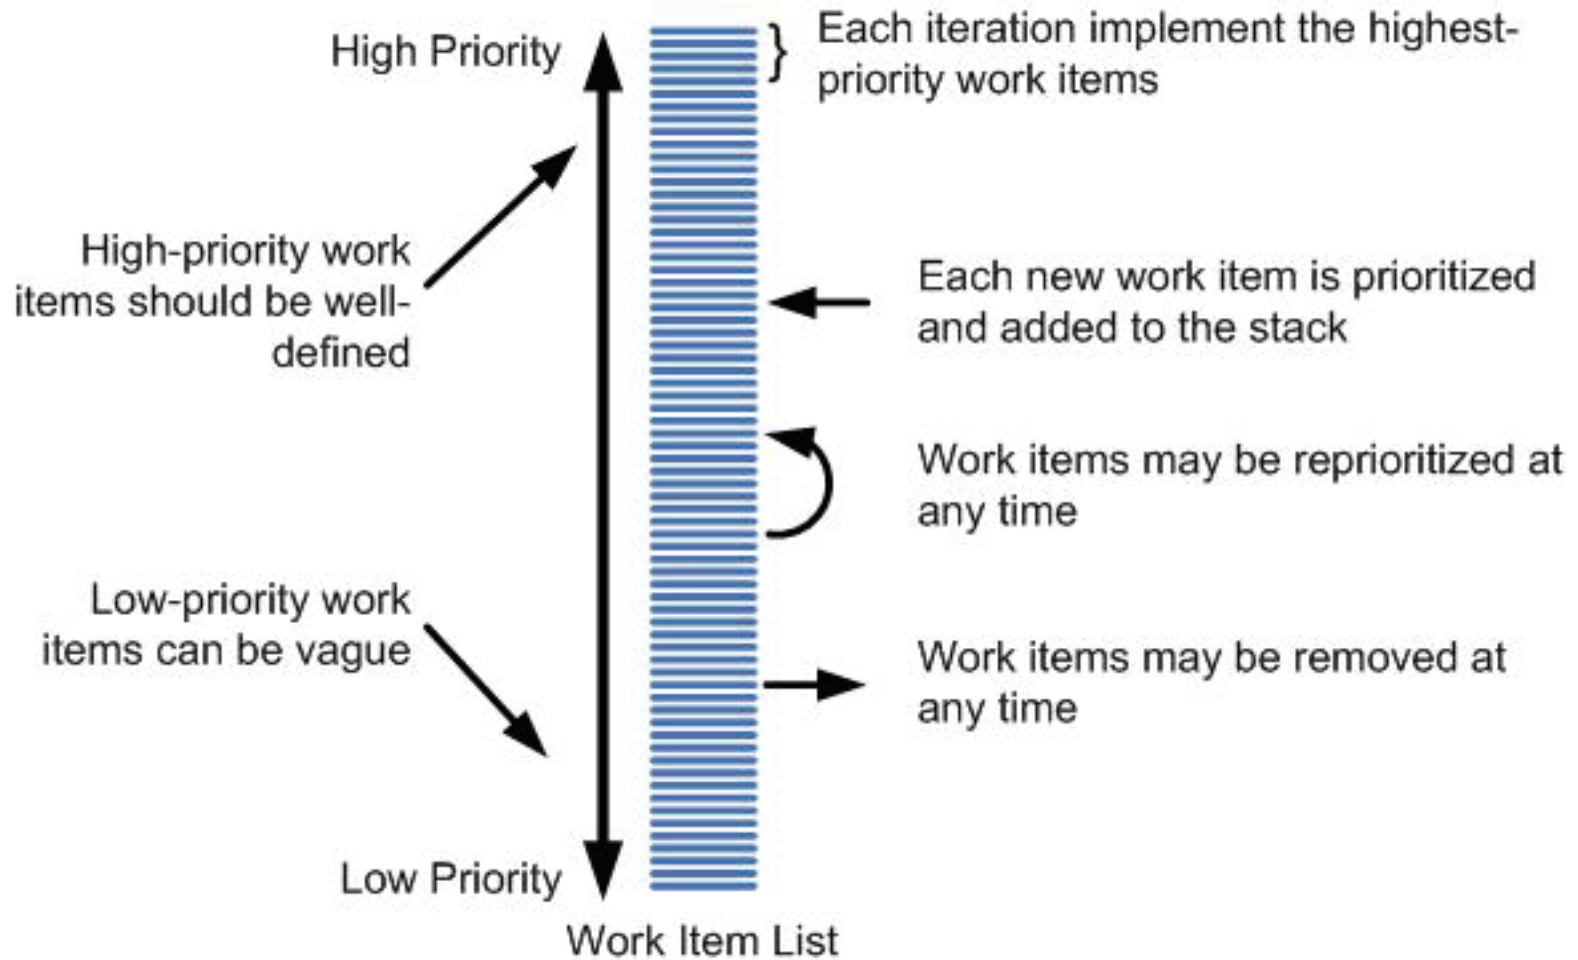 High Priority
Each iteration implement the highest-
priority work items
High-priority work
items should be well-
defined
Each new work item is prioritized
and added to the stack
Work items may be reprioritized at
any time
Low-priority work
items can be vague
Work items may be removed at
any time
Low Priority
Work Item List